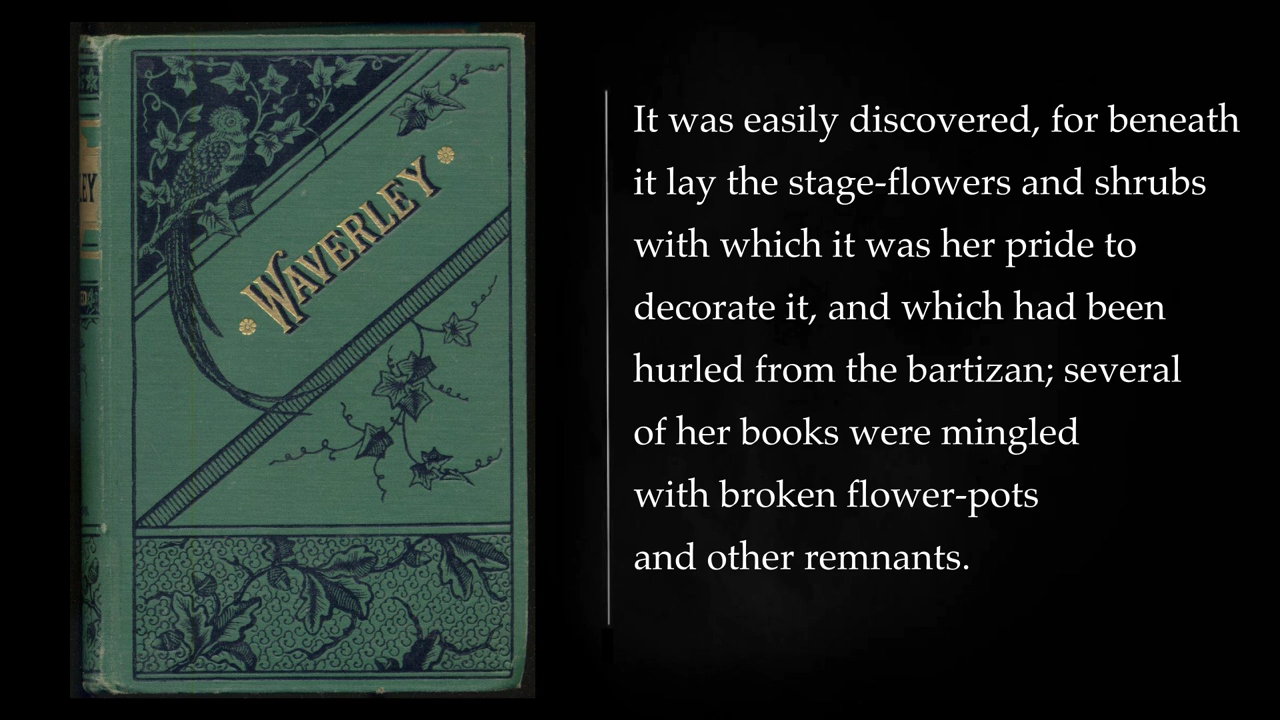 WAVERLEY
It was easily discovered, for beneath
it lay the stage-flowers and shrubs
with which it was her pride to
decorate it, and which had been
hurled from the bartizan; several
of her books were mingled
with broken flower-pots
and other remnants.